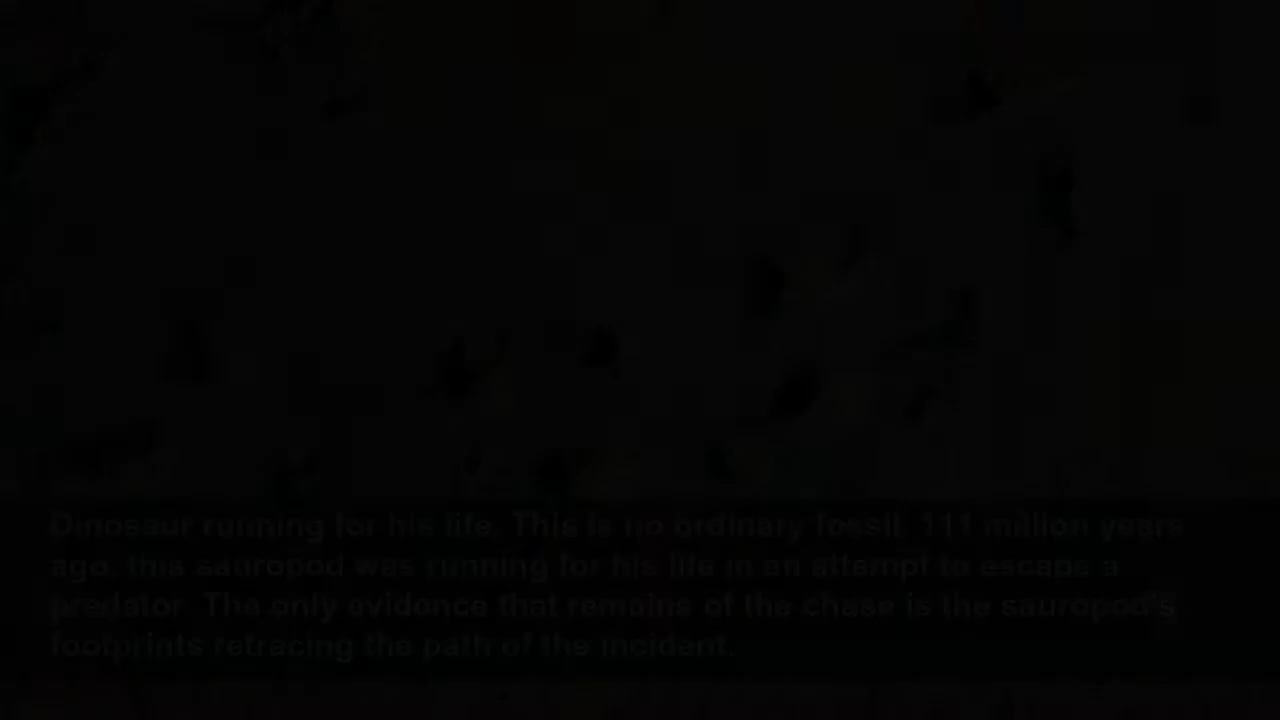 Dinosaur running for his life. This is no ordinary fossil. 111 million years
ago, this sauropod was running for his life in an attempt to escape a
predator. The only evidence that remains of the chase is the sauropod's
footprints retracing the path of the incident.